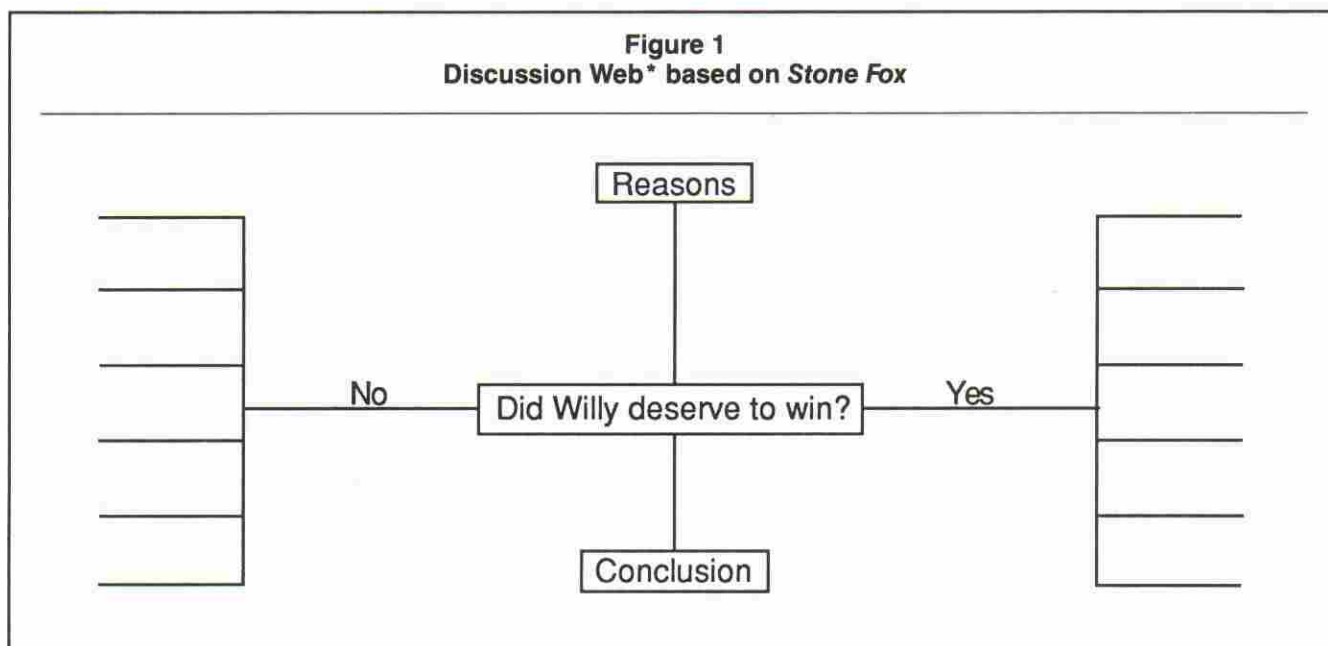 Figure 1
Discussion Web* based on Stone Fox
Reasons
No
Did Willy deserve to win?
Yes
Conclusion